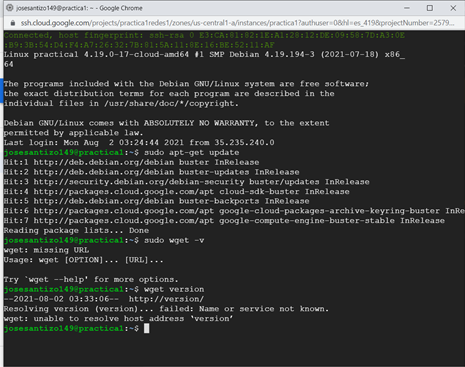 josesantizo149@practica1: ~ - Google Chrome
ssh.cloud.google.com/projects/practica1redes1/zones/us-central1-a/instances/practica1?authuser=0&hl=es_419&projectNumber=2579...
Connected, host fingerprint: ssh-rsa 0 E3:CA:81:82:1E:A1:28:12:DE:09:58:7D:A3:0E
:B9:3B:54:D4:F4:A7:26:32:7B:81:5A:11:8E:16:BE:52:11:AF
Linux practica1 4.19.0-17-cloud-amd64 #1 SMP Debian 4.19.194-3 (2021-07-18) x86_
64
The programs included with the Debian GNU/Linux system are free software;
the exact distribution terms for each program are described in the
individual files in /usr/share/doc/*/copyright.
Debian GNU/Linux comes with ABSOLUTELY NO WARRANTY, to the extent
permitted by applicable law.
Last login: Mon Aug  2 03:24:44 2021 from 35.235.240.0
josesantizo149@practica1:~$ sudo apt-get update
Hit:1 http://deb.debian.org/debian buster InRelease
Hit:2 http://deb.debian.org/debian buster-updates InRelease
Hit:3 http://security.debian.org/debian-security buster/updates InRelease
Hit:4 http://packages.cloud.google.com/apt cloud-sdk-buster InRelease
Hit:5 http://deb.debian.org/debian buster-backports InRelease
Hit:6 http://packages.cloud.google.com/apt google-cloud-packages-archive-keyring-buster InRe
Hit:7 http://packages.cloud.google.com/apt google-compute-engine-buster-stable InRelease
Reading package lists... Done
josesantizo149@practica1:~$ sudo wget -v
wget: missing URL
Usage: wget [OPTION]... [URL]...
Try `wget --help' for more options.
josesantizo149@practica1:~$ wget version
--2021-08-02 03:33:06--  http://version/
Resolving version (version)... failed: Name or service not known.
wget: unable to resolve host address ‘version’
josesantizo149@practica1:~$